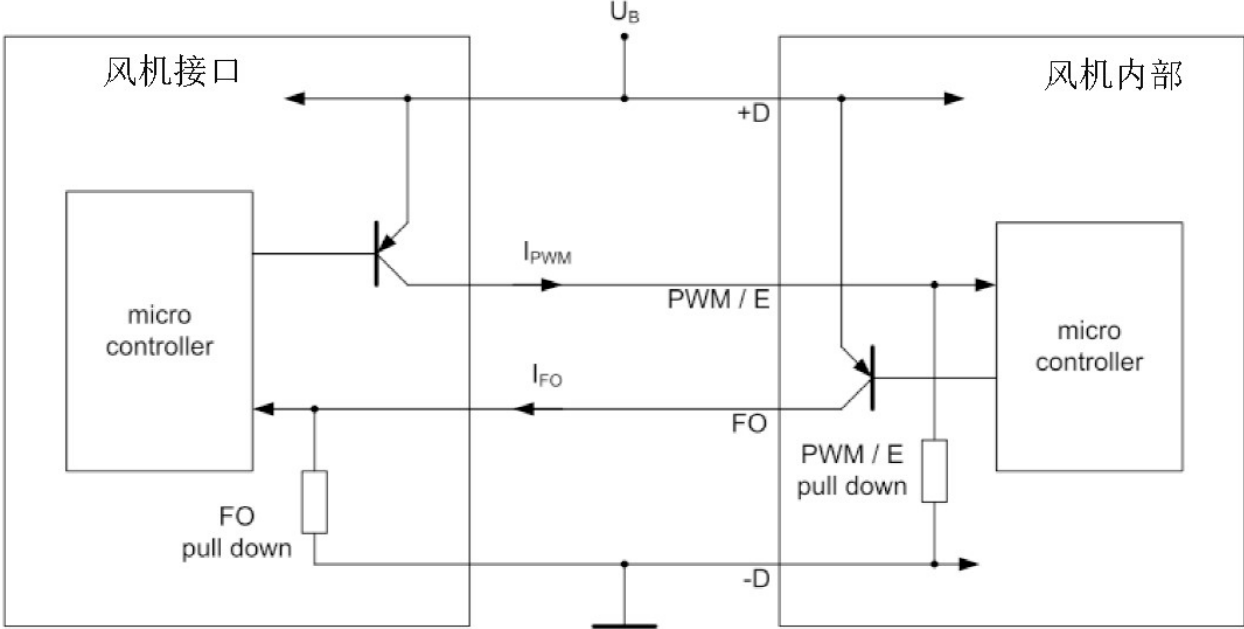 U_B
风机接口
风机内部
+D
I_PWM
PWM / E
micro
controller
micro
controller
I_FO
FO
PWM / E
pull down
FO
pull down
-D